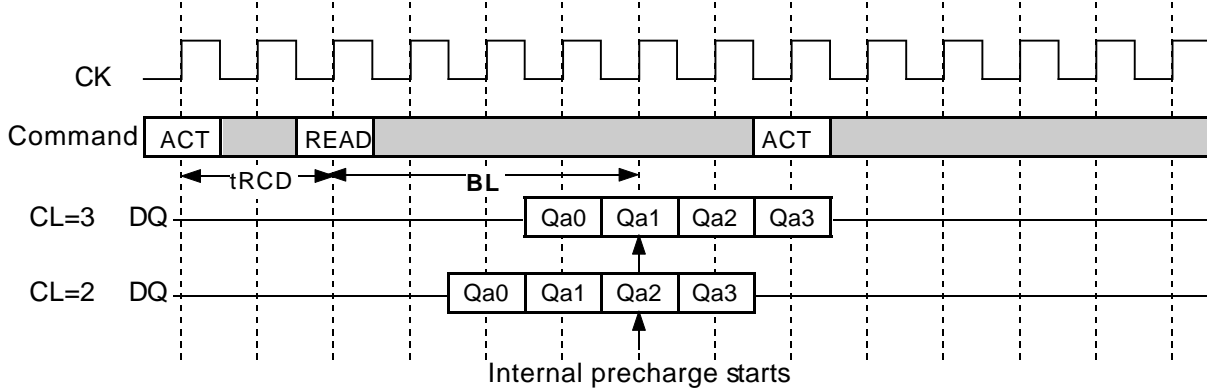 CK
Command ACT READ ACT
tRCD BL
CL=3 DQ Qa0 Qa1 Qa2 Qa3
CL=2 DQ Qa0 Qa1 Qa2 Qa3
Internal precharge starts